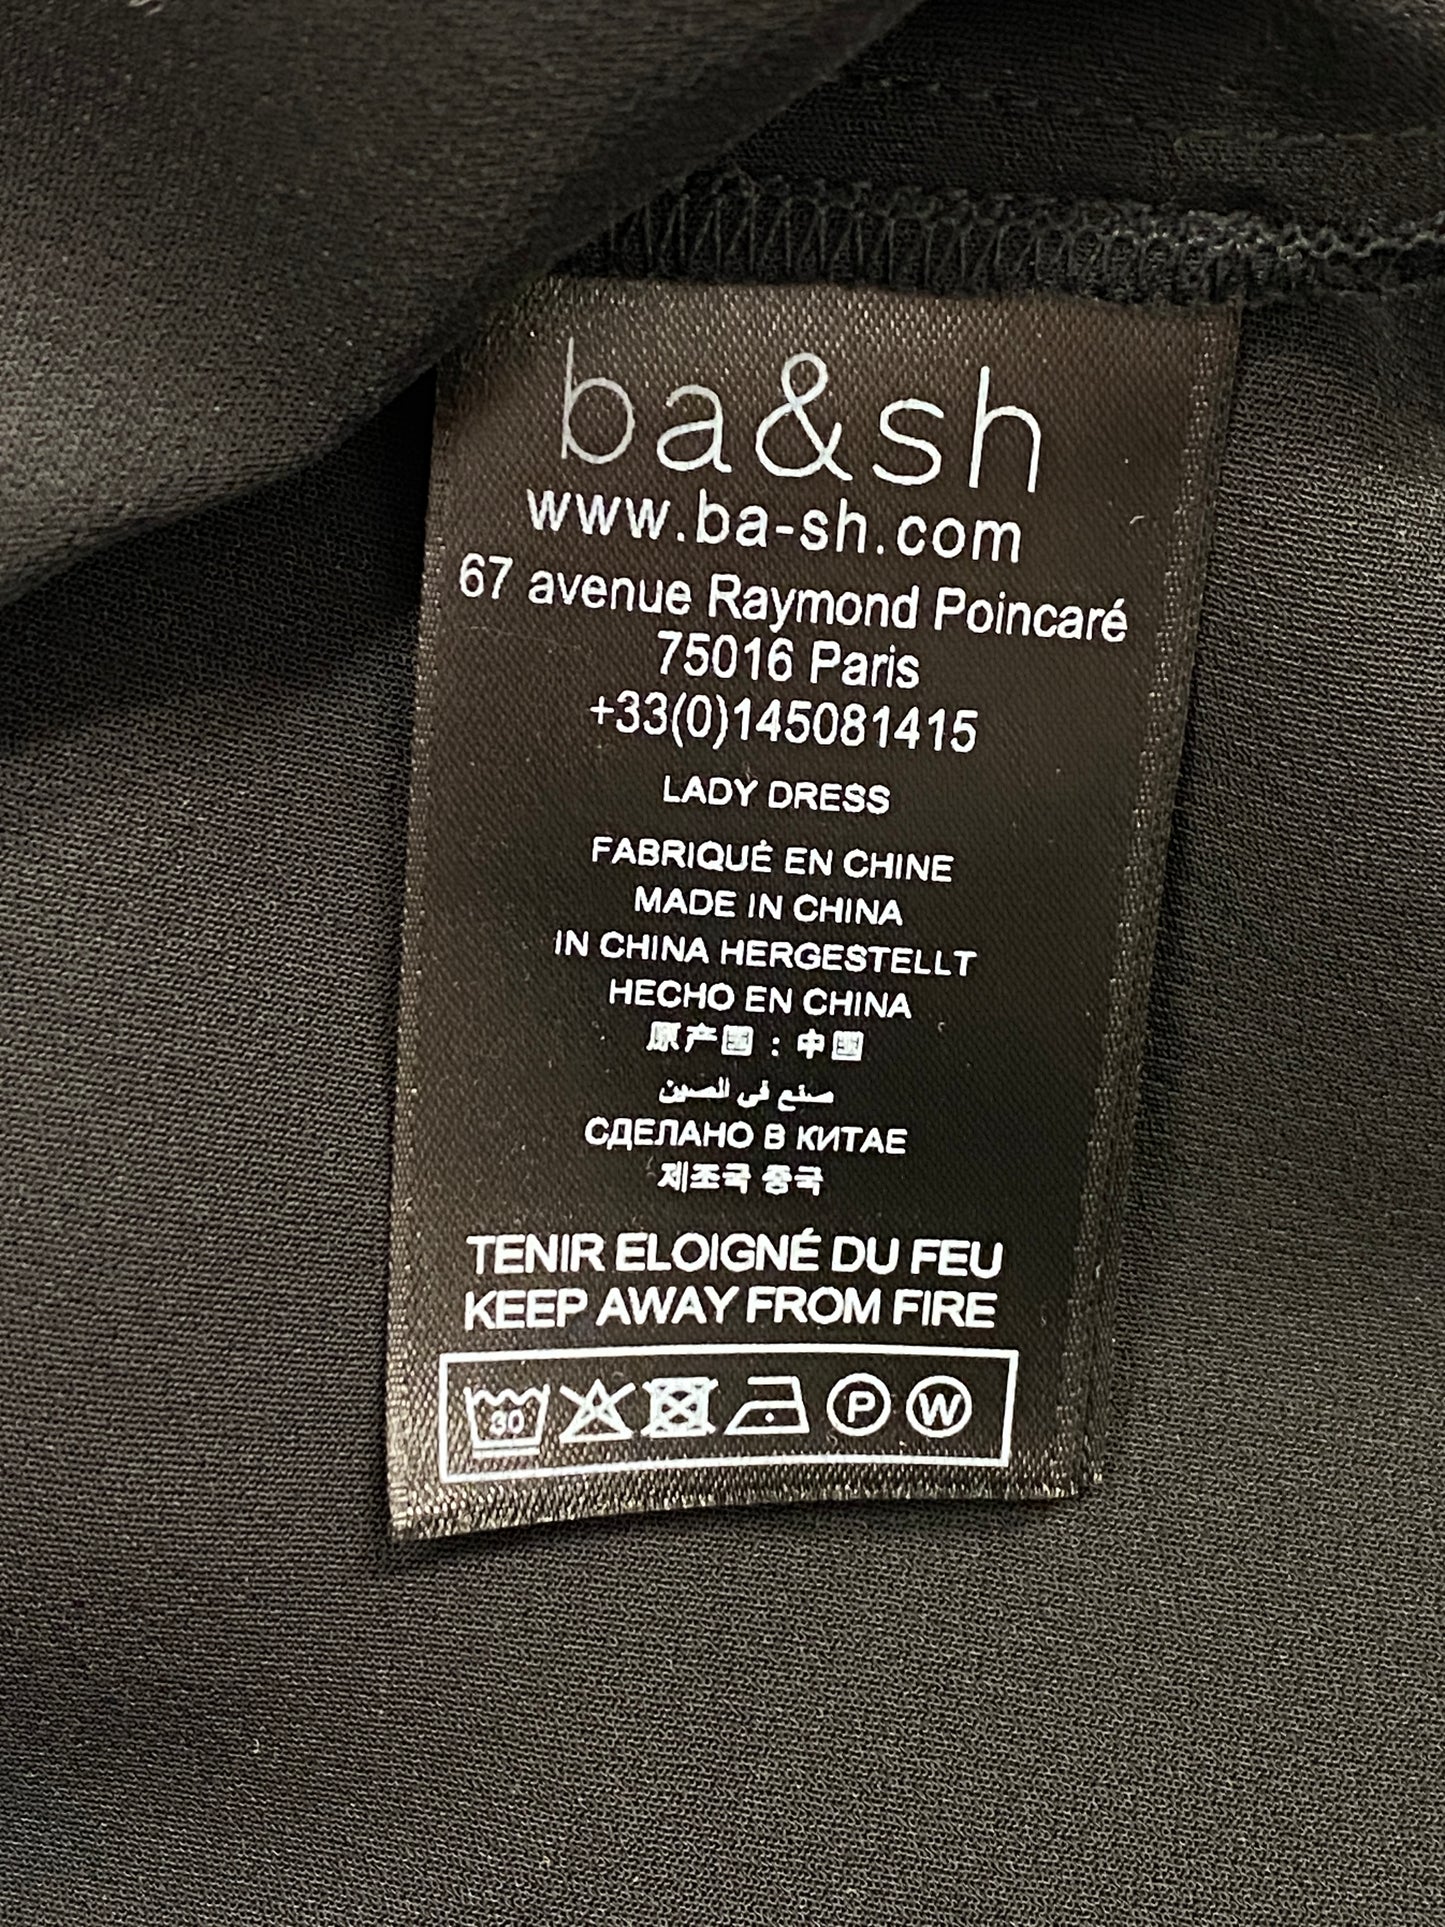 ba&sh
www.ba-sh.com
67 avenue Raymond Poincaré
75016 Paris
+33(0)145081415
LADY DRESS
FABRIQUÉ EN CHINE
MADE IN CHINA
IN CHINA HERGESTELLT
HECHO EN CHINA
原产国：中国
صنع في الصين
СДЕЛАНО В КИТАЕ
제조국 중국
TENIR ELOIGNÉ DU FEU
KEEP AWAY FROM FIRE
30 P W